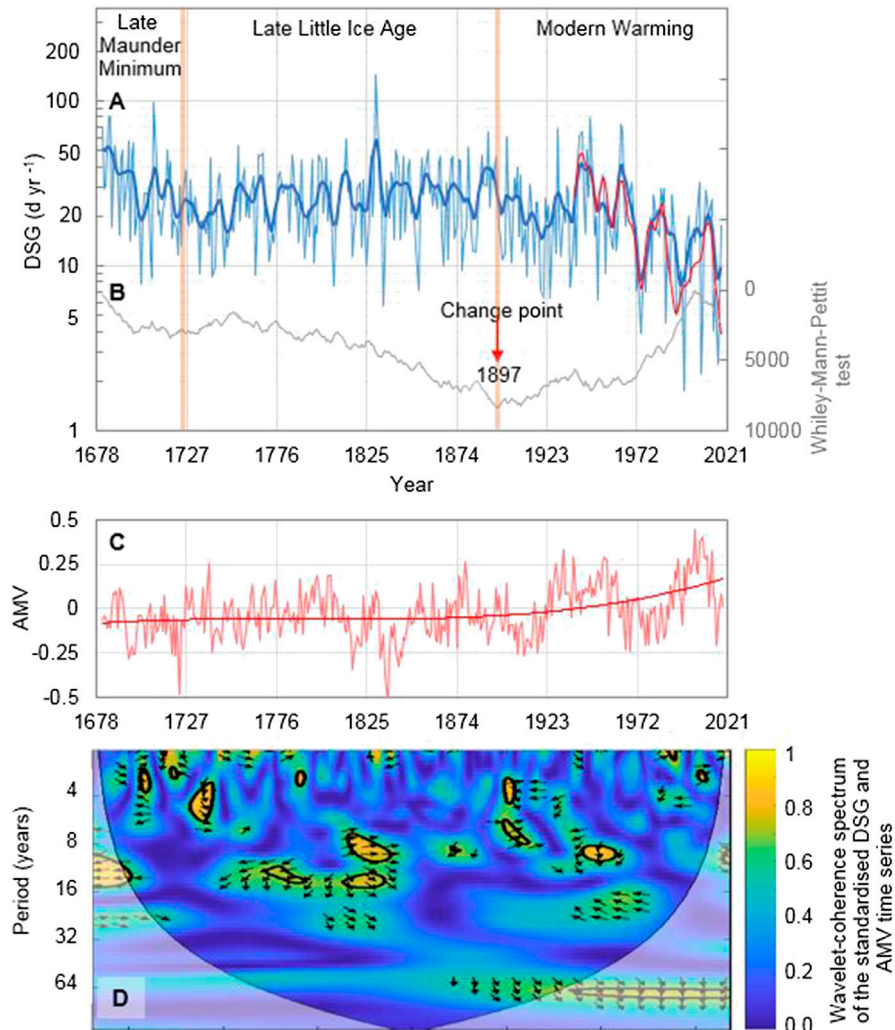 Late
Maunder
Minimum
Late Little Ice Age
Modern Warming
200
A
100
50
20
10
B
5
1
DSG (d yr -1)
Change point
1897
0
5000
10000
Whiley-Mann-Pettit
test
1678 1727 1776 1825 1874 1923 1972 2021
Year
C
0.5
0.25
0
-0.25
-0.5
AMV
1678 1727 1776 1825 1874 1923 1972 2021
4
8
16
32
64
Period (years)
D
1
0.8
0.6
0.4
0.2
0.0
Wavelet-coherence spectrum
of the standardised DSG and
AMV time series